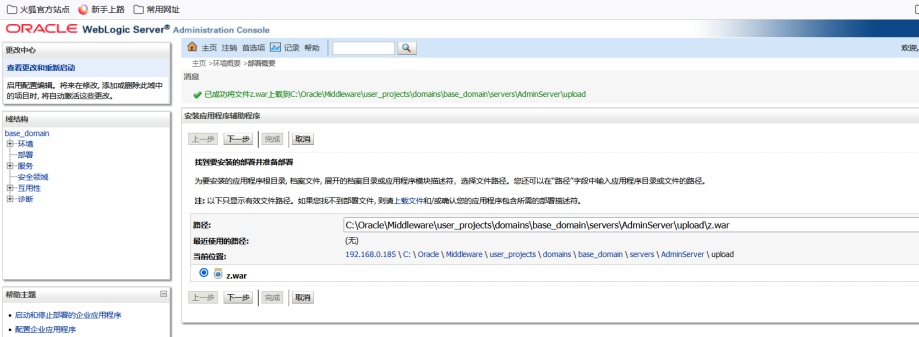 火狐官方站点 新手上路 常用网址
ORACLE WebLogic Server® Administration Console
更改中心
查看更改和重新启动
启用配置编辑。将来在修改, 添加或删除此域中
的项目时, 将自动激活这些更改。
域结构
base_domain
环境
部署
服务
安全领域
互用性
诊断
帮助主题
启动和停止部署的企业应用程序
配置企业应用程序
主页 注销 首选项 记录 帮助
欢迎,
主页 >环境概要 >部署概要
消息
已成功将文件z.war上载到C:\Oracle\Middleware\user_projects\domains\base_domain\servers\AdminServer\upload
安装应用程序辅助程序
上一步 下一步 完成 取消
找到要安装的部署并准备部署
为要安装的应用程序根目录, 档案文件, 展开的档案目录或应用程序模块描述符, 选择文件路径。您还可以在"路径"字段中输入应用程序目录或文件的路径。
注: 以下只显示有效文件路径。如果您找不到部署文件, 则请上载文件和/或确认您的应用程序包含所需的部署描述符。
路径: C:\Oracle\Middleware\user_projects\domains\base_domain\servers\AdminServer\upload\z.war
最近使用的路径: (无)
当前位置: 192.168.0.185 \ C: \ Oracle \ Middleware \ user_projects \ domains \ base_domain \ servers \ AdminServer \ upload
z.war
上一步 下一步 完成 取消